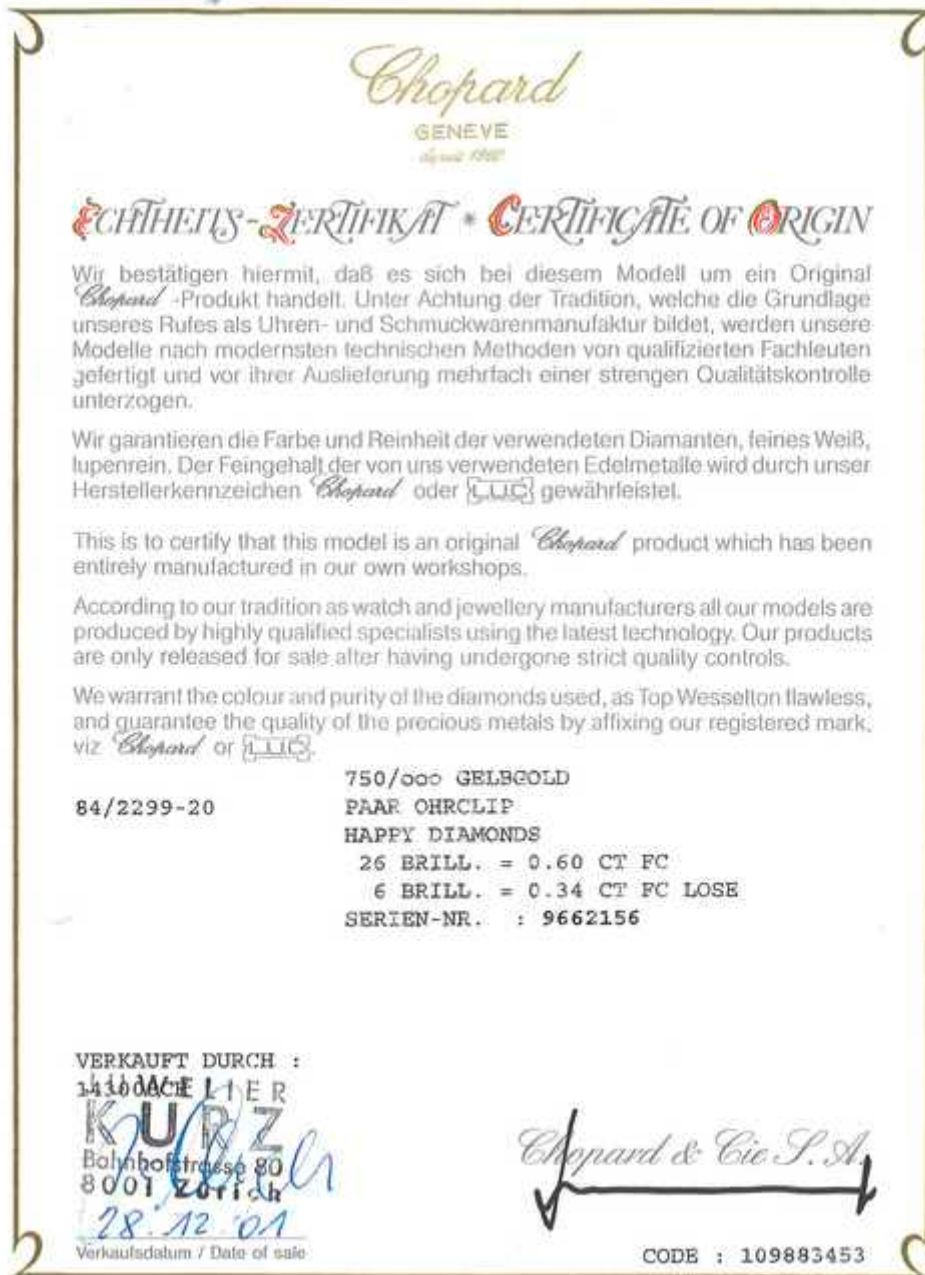 Chopard
GENEVE
depuis 1860
ECHTHEITS-ZERTIFIKAT * CERTIFICATE OF ORIGIN
Wir bestätigen hiermit, daß es sich bei diesem Modell um ein Original
Chopard -Produkt handelt. Unter Achtung der Tradition, welche die Grundlage
unseres Rufes als Uhren- und Schmuckwarenmanufaktur bildet, werden unsere
Modelle nach modernsten technischen Methoden von qualifizierten Fachleuten
gefertigt und vor ihrer Auslieferung mehrfach einer strengen Qualitätskontrolle
unterzogen.
Wir garantieren die Farbe und Reinheit der verwendeten Diamanten, feines Weiß,
lupenrein. Der Feingehalt der von uns verwendeten Edelmetalle wird durch unser
Herstellerkennzeichen Chopard oder L.U.C gewährleistet.
This is to certify that this model is an original Chopard product which has been
entirely manufactured in our own workshops.
According to our tradition as watch and jewellery manufacturers all our models are
produced by highly qualified specialists using the latest technology. Our products
are only released for sale after having undergone strict quality controls.
We warrant the colour and purity of the diamonds used, as Top Wesselton flawless,
and guarantee the quality of the precious metals by affixing our registered mark,
viz Chopard or L.U.C.
750/ooo GELBGOLD
84/2299-20 PAAR OHRCLIP
HAPPY DIAMONDS
26 BRILL. = 0.60 CT FC
6 BRILL. = 0.34 CT FC LOSE
SERIEN-NR. : 9662156
VERKAUFT DURCH :
KURZ
Bahnhofstrasse 80
8001 Zürich
28.12.01
Verkaufsdatum / Date of sale
Chopard & Cie S.A.
CODE : 109883453